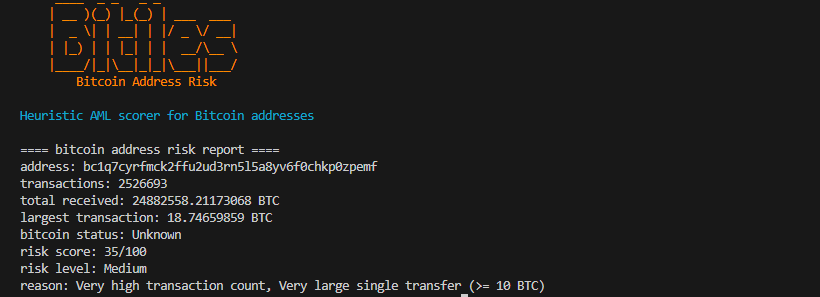 Bitles
Bitcoin Address Risk
Heuristic AML scorer for Bitcoin addresses
==== bitcoin address risk report ====
address: bc1q7cyrfmck2ffu2ud3rn5l5a8yv6f0chkp0zpemf
transactions: 2526693
total received: 24882558.21173068 BTC
largest transaction: 18.74659859 BTC
bitcoin status: Unknown
risk score: 35/100
risk level: Medium
reason: Very high transaction count, Very large single transfer (>= 10 BTC)